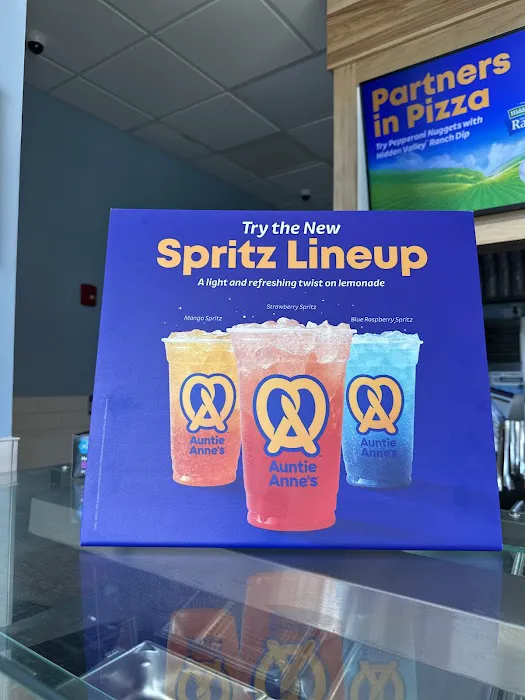 Partners
in Pizza
Try Pepperoni Nuggets with
Hidden Valley® Ranch Dip
Try the New
Spritz Lineup
A light and refreshing twist on lemonade
Strawberry Spritz
Mango Spritz
Blue Raspberry Spritz
Auntie
Anne's
Auntie
Anne's
Auntie
Anne's